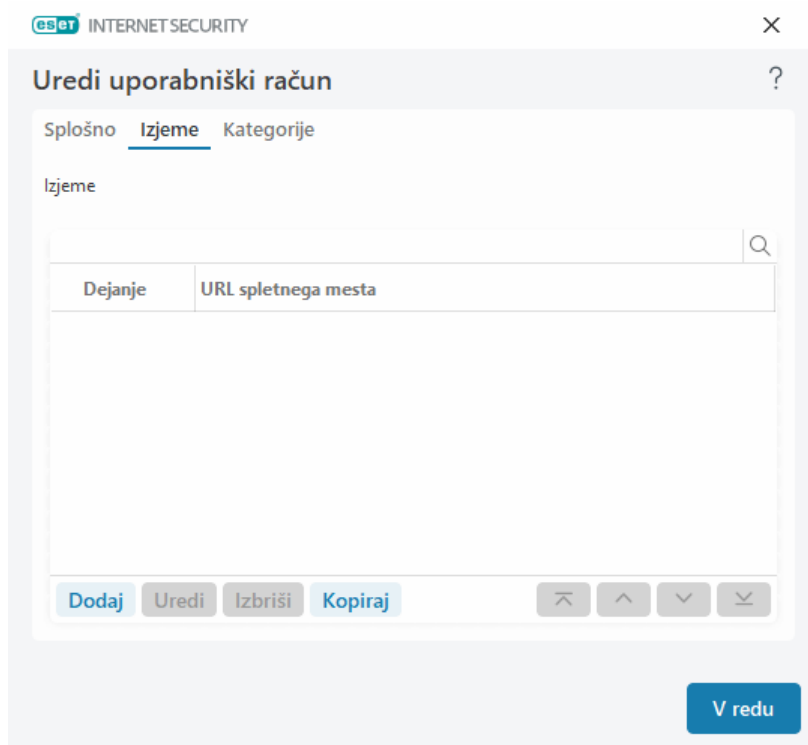 eset INTERNET SECURITY
Uredi uporabniški račun
?
Splošno Izjeme Kategorije
Izjeme
Dejanje URL spletnega mesta
Dodaj Uredi Izbriši Kopiraj
V redu